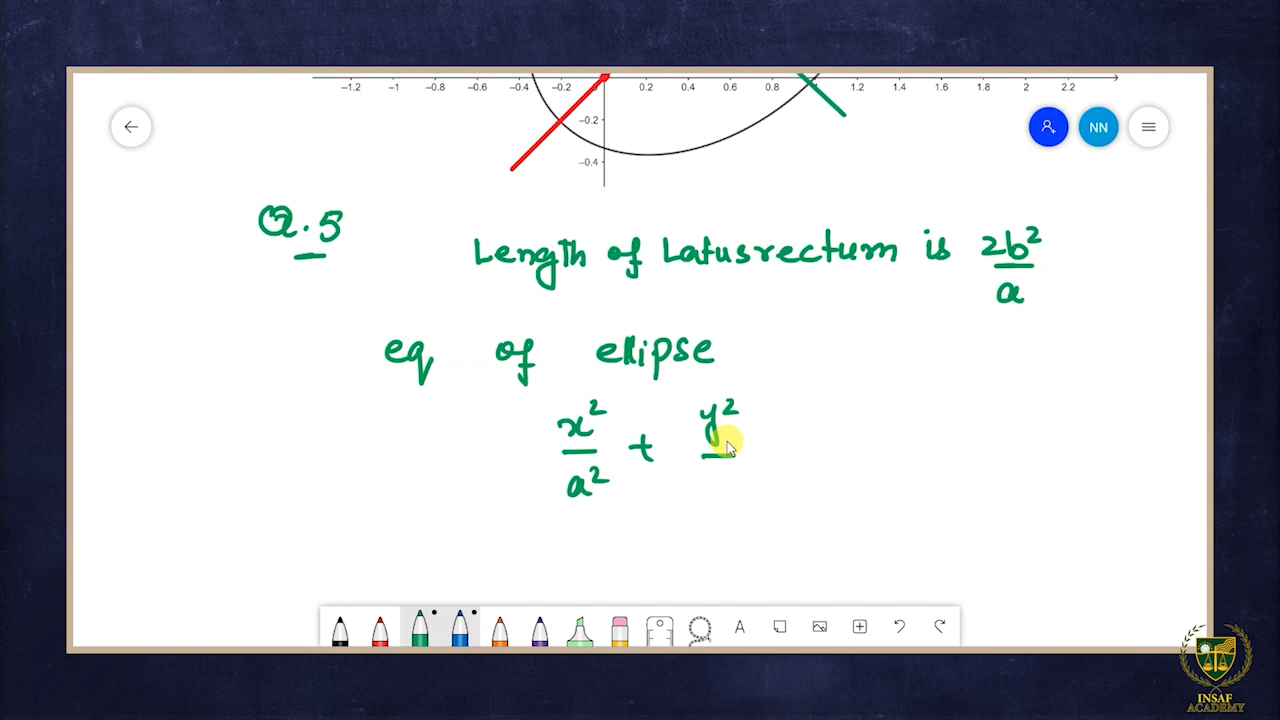 -1.2 -1 -0.8 -0.6 -0.4 -0.2 0 0.2 0.4 0.6 0.8 1 1.2 1.4 1.6 1.8 2 2.2
-0.2
-0.4
NN
Q.5
Length of Latusrectum is 2b²/a
eq of ellipse
x²/a² + y²
A
INSAF
ACADEMY